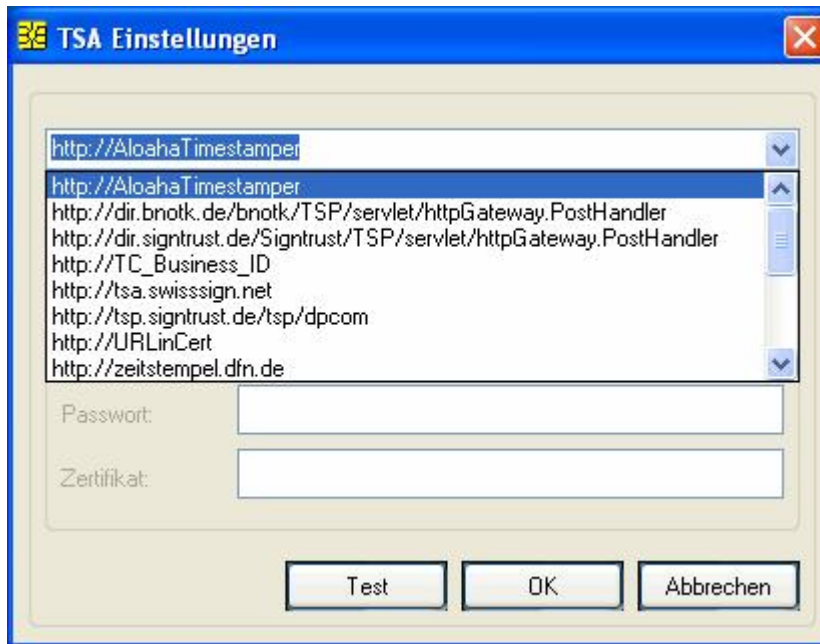 TSA Einstellungen
http://AloahaTimestamper
http://AloahaTimestamper
http://dir.bnotk.de/bnotk/TSP/servlet/httpGateway.PostHandler
http://dir.signtrust.de/Signtrust/TSP/servlet/httpGateway.PostHandler
http://TC_Business_ID
http://tsa.swisssign.net
http://tsp.signtrust.de/tsp/dpcom
http://URLinCert
http://zeitstempel.dfn.de
Passwort:
Zertifikat:
Test OK Abbrechen